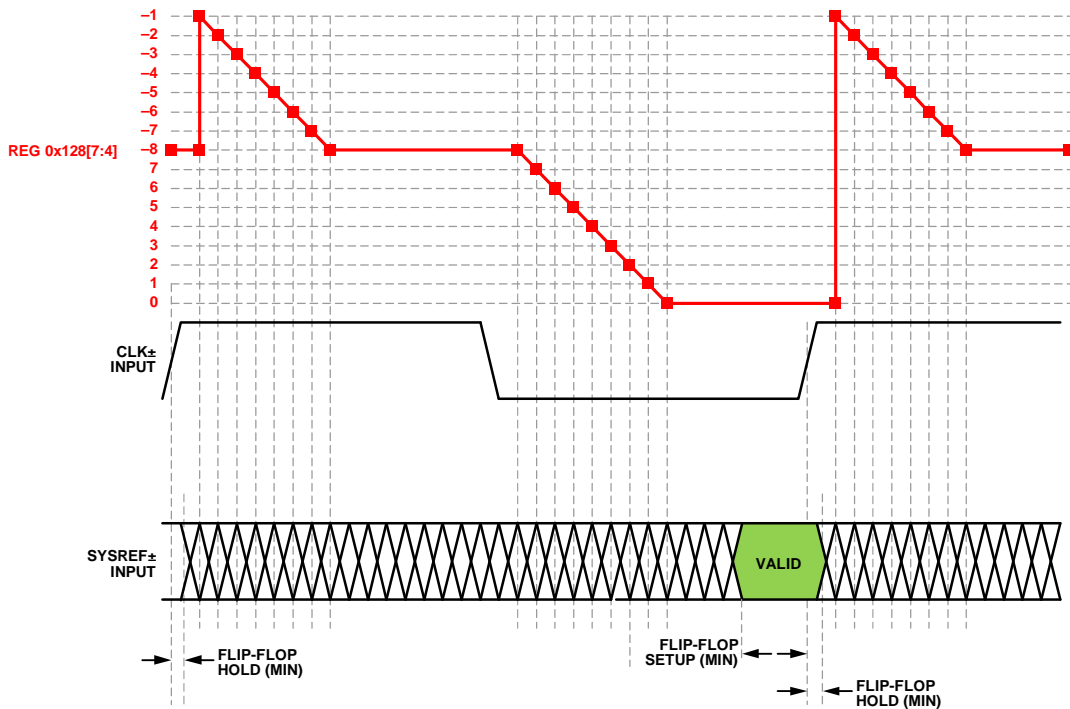 –1
–2
–3
–4
–5
–6
–7
REG 0x128[7:4]
–8
7
6
5
4
3
2
1
0
CLK±
INPUT
SYSREF±
INPUT
VALID
FLIP-FLOP
HOLD (MIN)
FLIP-FLOP
SETUP (MIN)
FLIP-FLOP
HOLD (MIN)